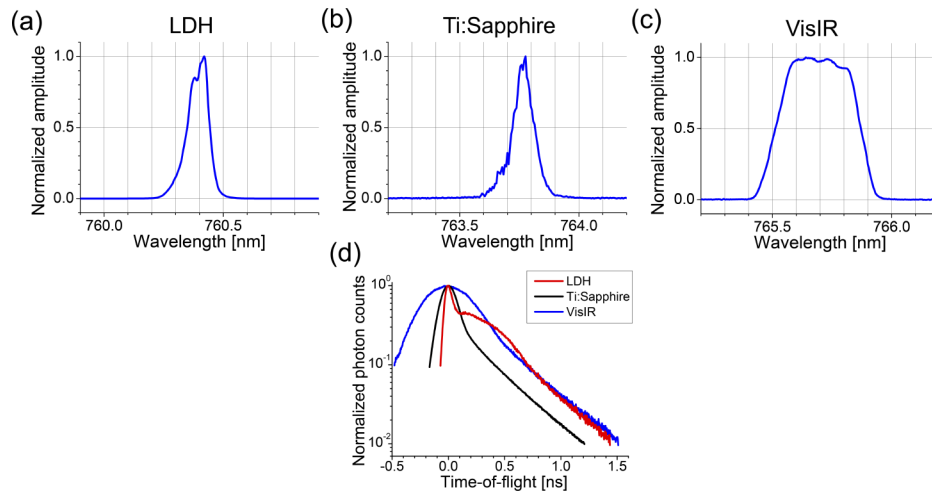 (a)
LDH
Normalized amplitude
1.0
0.5
0.0
760.0
760.5
Wavelength [nm]
(b)
Ti:Sapphire
Normalized amplitude
1.0
0.5
0.0
763.5
764.0
Wavelength [nm]
(c)
VisIR
Normalized amplitude
1.0
0.5
0.0
765.5
766.0
Wavelength [nm]
(d)
Normalized photon counts
10^0
10^-1
10^-2
-0.5
0.0
0.5
1.0
1.5
Time-of-flight [ns]
LDH
Ti:Sapphire
VisIR